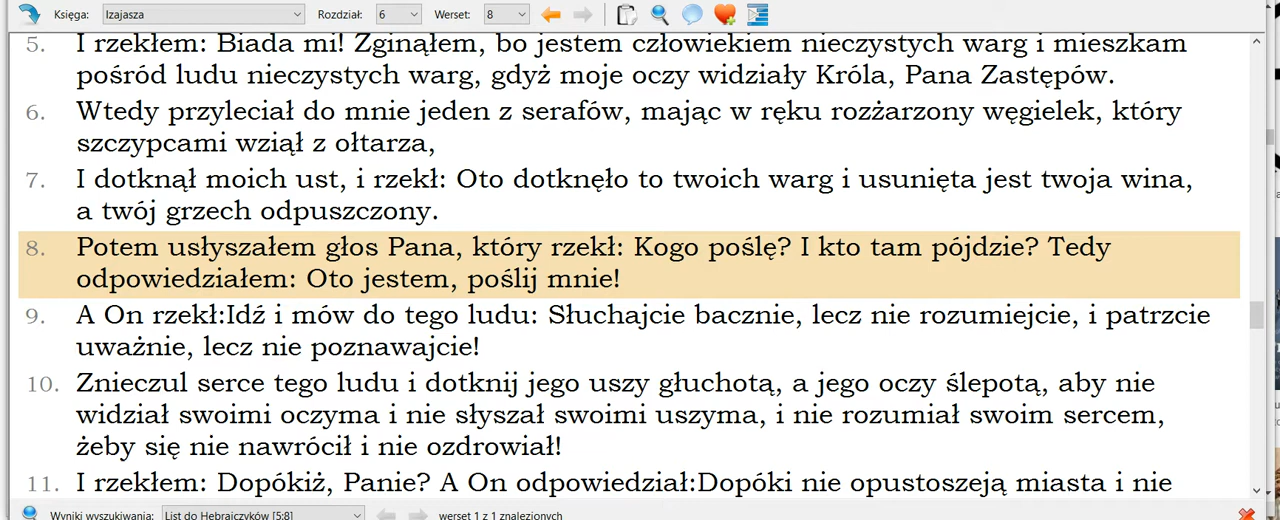 Księga: Izajasza Rozdział: 6 Werset: 8
5. I rzekłem: Biada mi! Zginąłem, bo jestem człowiekiem nieczystych warg i mieszkam
pośród ludu nieczystych warg, gdyż moje oczy widziały Króla, Pana Zastępów.
6. Wtedy przyleciał do mnie jeden z serafów, mając w ręku rozżarzony węgielek, który
szczypcami wziął z ołtarza,
7. I dotknął moich ust, i rzekł: Oto dotknęło to twoich warg i usunięta jest twoja wina,
a twój grzech odpuszczony.
8. Potem usłyszałem głos Pana, który rzekł: Kogo poślę? I kto tam pójdzie? Tedy
odpowiedziałem: Oto jestem, poślij mnie!
9. A On rzekł:Idź i mów do tego ludu: Słuchajcie bacznie, lecz nie rozumiejcie, i patrzcie
uważnie, lecz nie poznawajcie!
10. Znieczul serce tego ludu i dotknij jego uszy głuchotą, a jego oczy ślepotą, aby nie
widział swoimi oczyma i nie słyszał swoimi uszyma, i nie rozumiał swoim sercem,
żeby się nie nawrócił i nie ozdrowiał!
11. I rzekłem: Dopókiż, Panie? A On odpowiedział:Dopóki nie opustoszeją miasta i nie
Wyniki wyszukiwania: List do Hebrajczyków [5:8] werset 1 z 1 znalezionych